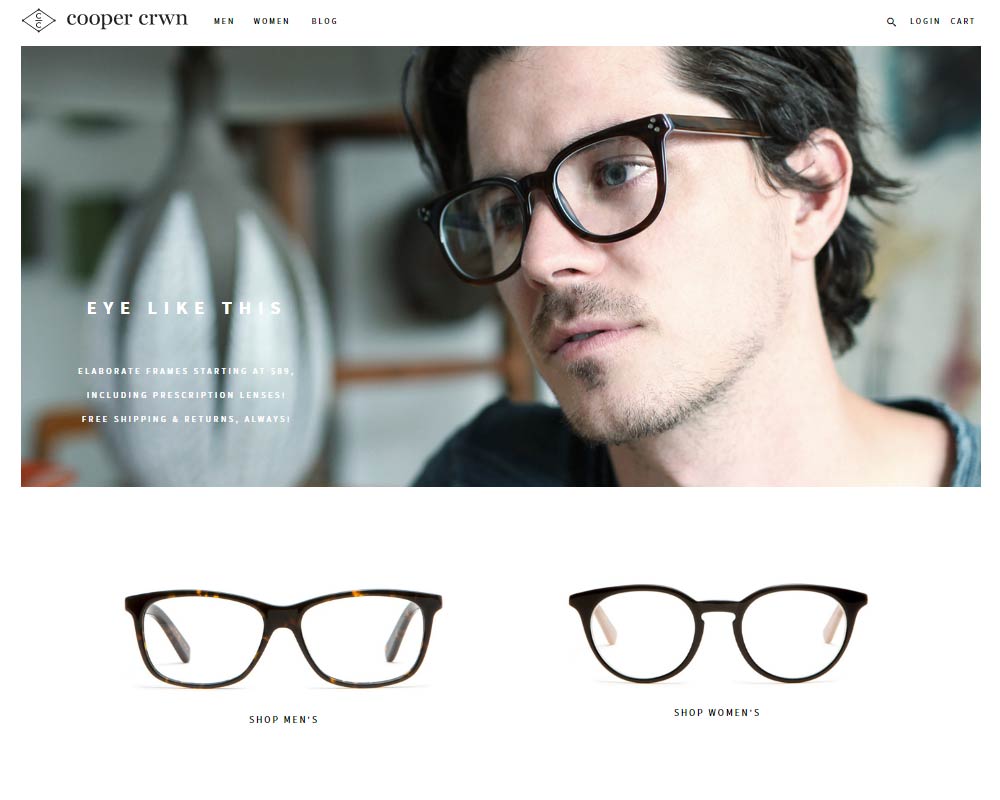 cooper crwn
MEN WOMEN BLOG
LOGIN CART
EYE LIKE THIS
ELABORATE FRAMES STARTING AT $89,
INCLUDING PRESCRIPTION LENSES!
FREE SHIPPING & RETURNS, ALWAYS!
SHOP MEN'S
SHOP WOMEN'S